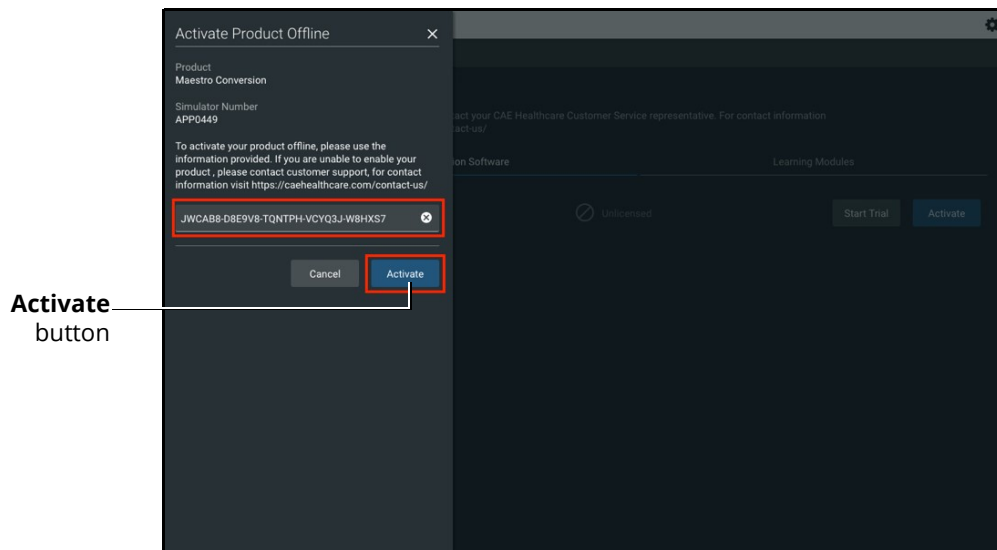 Activate Product Offline
Product
Maestro Conversion
Simulator Number
APP0449
To activate your product offline, please use the
information provided. If you are unable to enable your
product , please contact customer support, for contact
information visit https://caehealthcare.com/contact-us/
JWCAB8-D8E9V8-TQNTPH-VCYQ3J-W8HXS7
Cancel
Activate
act your CAE Healthcare Customer Service representative. For contact information
act-us/
on Software
Learning Modules
Unlicensed
Start Trial
Activate
Activate
button